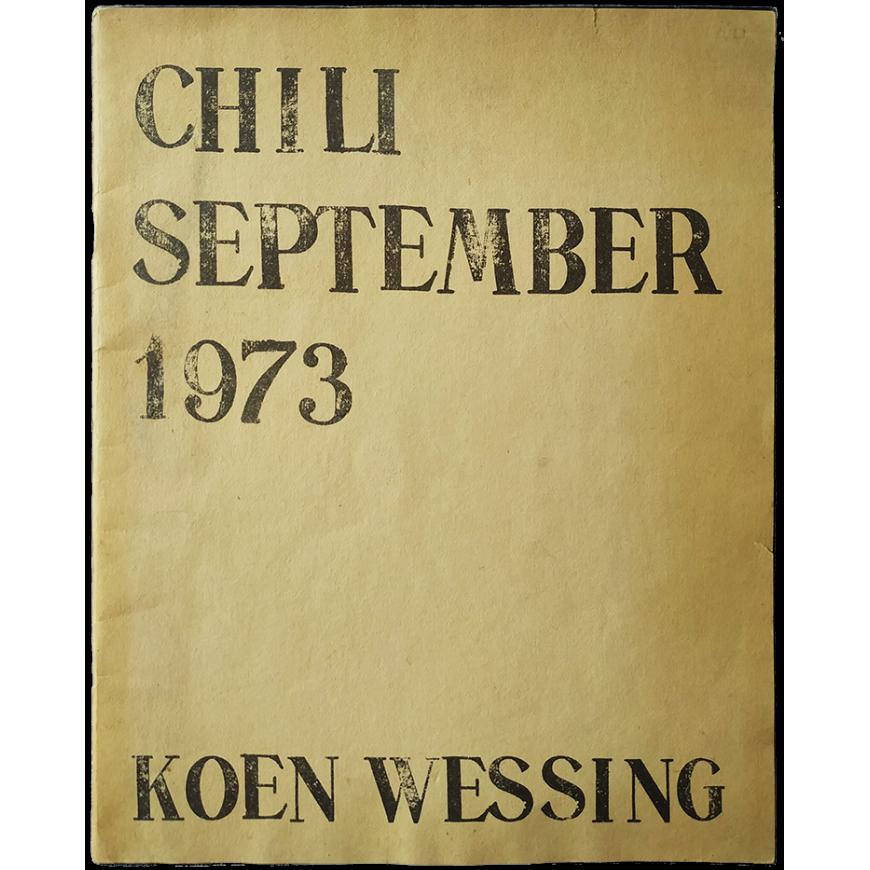 CHILI
SEPTEMBER
1973
KOEN WESSING